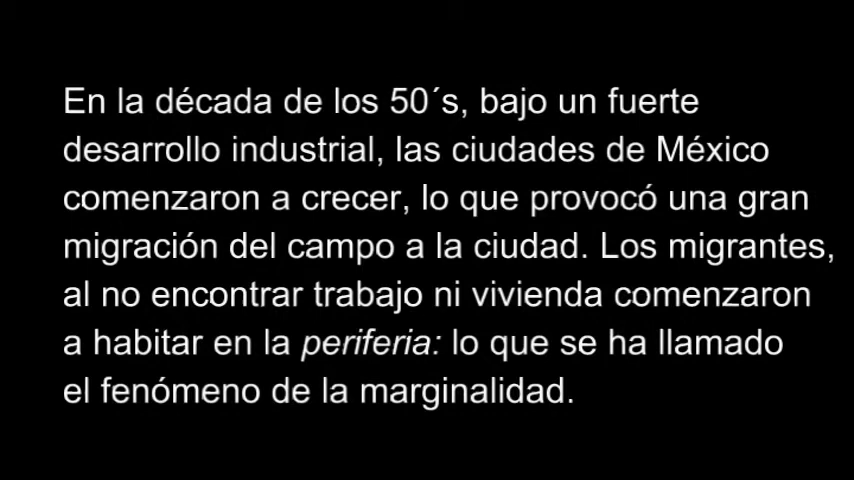 En la década de los 50´s, bajo un fuerte
desarrollo industrial, las ciudades de México
comenzaron a crecer, lo que provocó una gran
migración del campo a la ciudad. Los migrantes,
al no encontrar trabajo ni vivienda comenzaron
a habitar en la periferia: lo que se ha llamado
el fenómeno de la marginalidad.